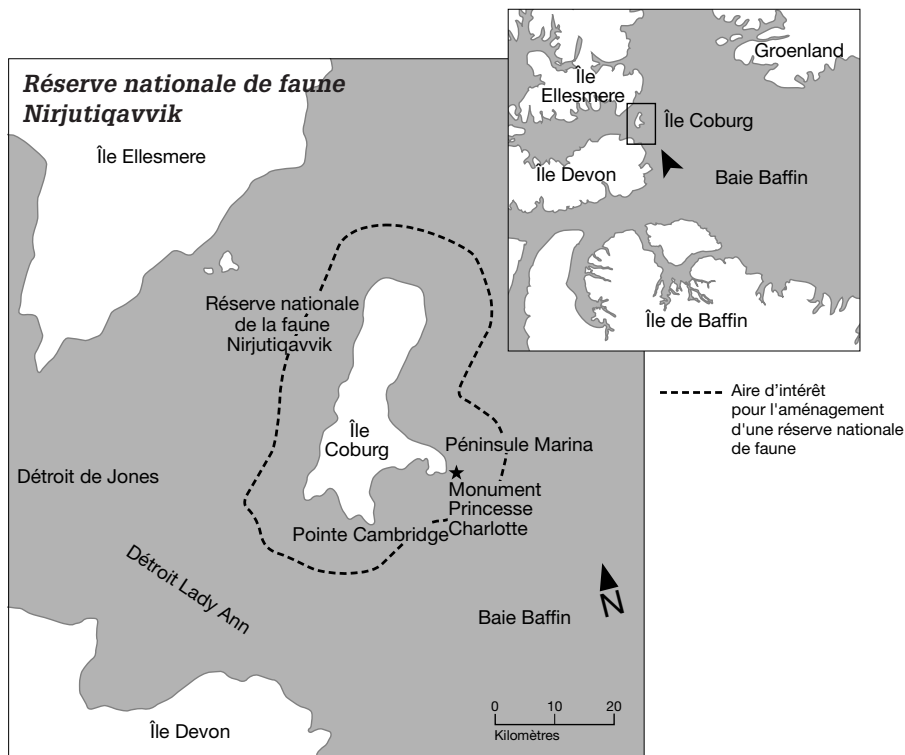 Réserve nationale de faune
Nirjutiqavvik
Île Ellesmere
Réserve nationale
de la faune
Nirjutiqavvik
Île
Coburg
Péninsule Marina
Monument
Princesse
Charlotte
Pointe Cambridge
Détroit de Jones
Détroit Lady Ann
Baie Baffin
Île Devon
N
0 10 20
Kilomètres
Groenland
Île
Ellesmere
Île Coburg
Île Devon
Baie Baffin
Île de Baffin
Aire d'intérêt
pour l'aménagement
d'une réserve nationale
de faune